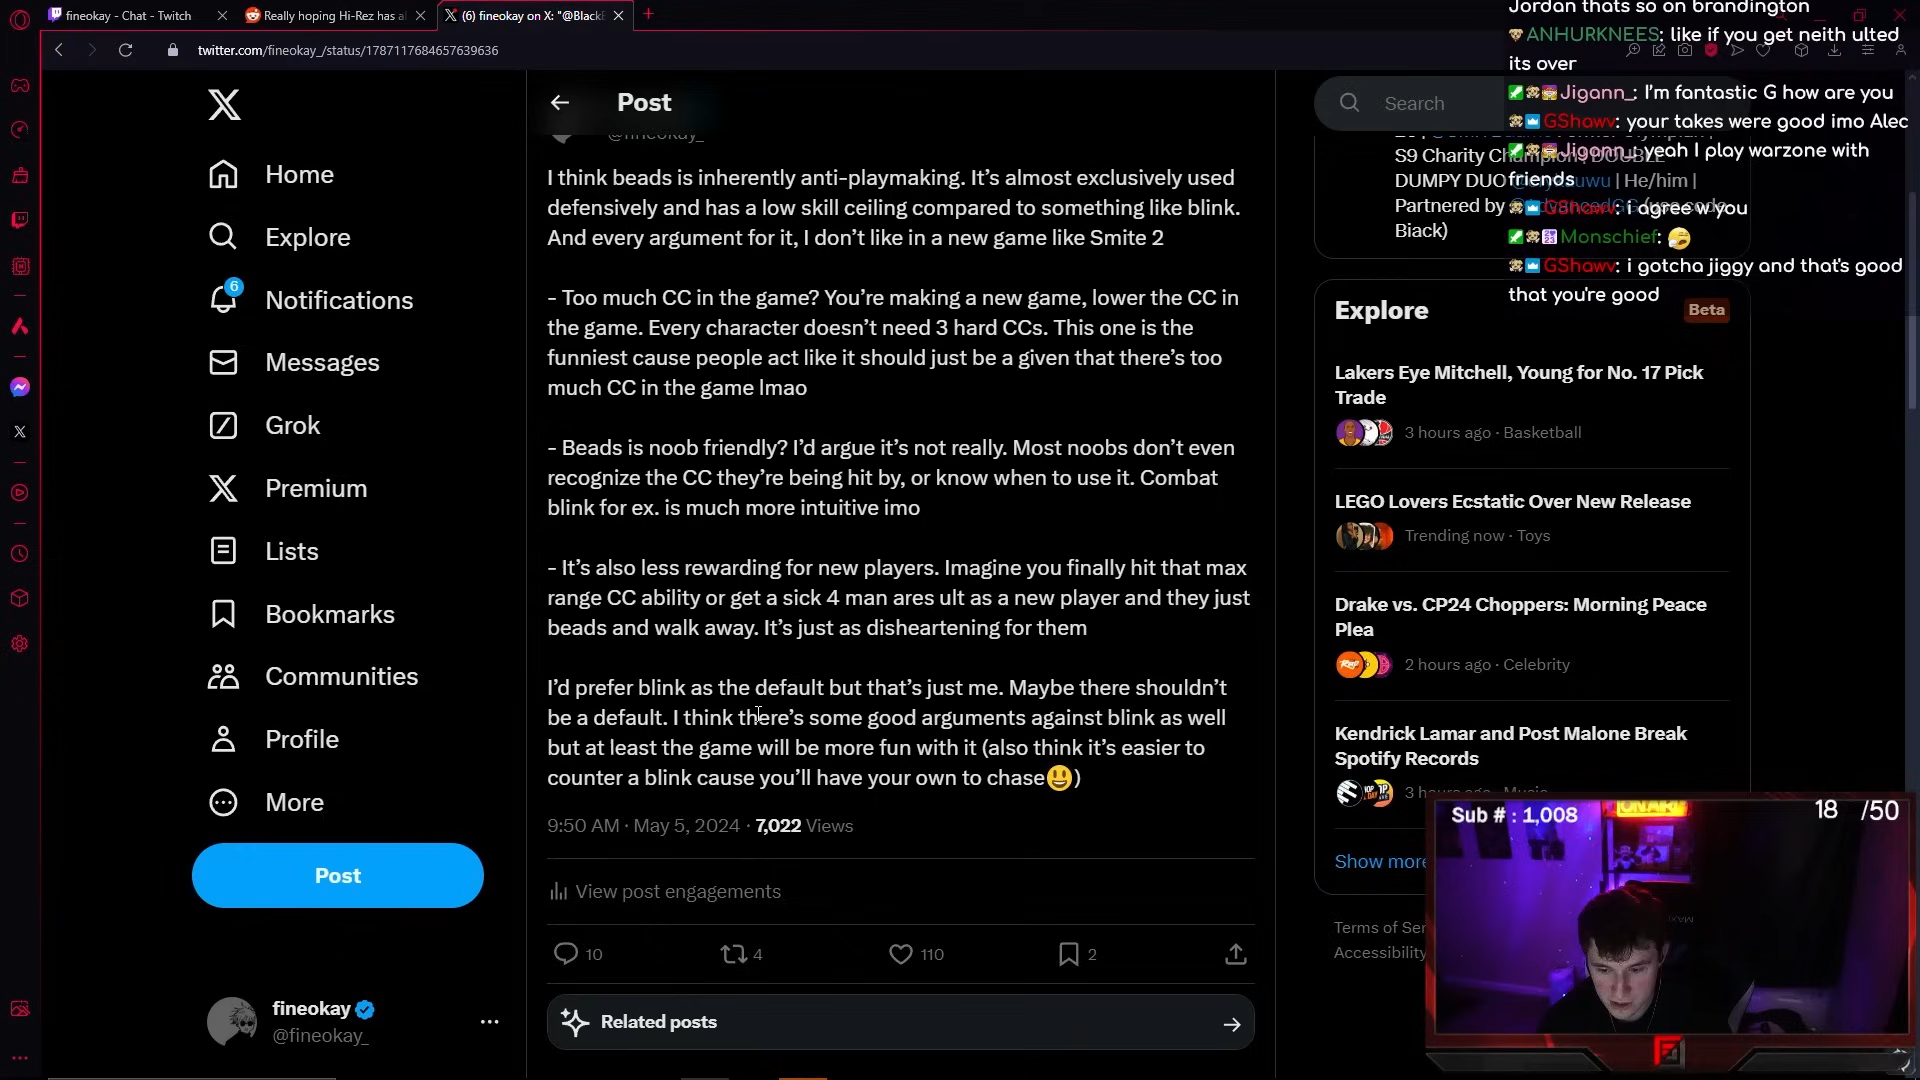 fineokay - Chat - Twitch
Really hoping Hi-Rez has a
(6) fineokay on X: "@Black
twitter.com/fineokay_/status/1787117684657639636
Home
Explore
6
Notifications
Messages
Grok
Premium
Lists
Bookmarks
Communities
Profile
More
Post
fineokay
@fineokay_
Post
@fineokay_
I think beads is inherently anti-playmaking. It's almost exclusively used
defensively and has a low skill ceiling compared to something like blink.
And every argument for it, I don't like in a new game like Smite 2
- Too much CC in the game? You're making a new game, lower the CC in
the game. Every character doesn't need 3 hard CCs. This one is the
funniest cause people act like it should just be a given that there's too
much CC in the game lmao
- Beads is noob friendly? I'd argue it's not really. Most noobs don't even
recognize the CC they're being hit by, or know when to use it. Combat
blink for ex. is much more intuitive imo
- It's also less rewarding for new players. Imagine you finally hit that max
range CC ability or get a sick 4 man ares ult as a new player and they just
beads and walk away. It's just as disheartening for them
I'd prefer blink as the default but that's just me. Maybe there shouldn't
be a default. I think there's some good arguments against blink as well
but at least the game will be more fun with it (also think it's easier to
counter a blink cause you'll have your own to chase😃)
9:50 AM · May 5, 2024 · 7,022 Views
View post engagements
10
4
110
2
Related posts
Search
S9 Charity Champion | DOUBLE
DUMPY DUO | He/him |
Partnered by
Biack)
Jordan thats so on brandington
ANHURKNEES: like if you get neith ulted
its over
Jigann_: I'm fantastic G how are you
GShawv: your takes were good imo Alec
Jigann_: yeah I play warzone with
friends
GShawv: i agree w you
Monschief:
GShawv: i gotcha jiggy and that's good
that you're good
Explore
Beta
Lakers Eye Mitchell, Young for No. 17 Pick
Trade
3 hours ago · Basketball
LEGO Lovers Ecstatic Over New Release
Trending now · Toys
Drake vs. CP24 Choppers: Morning Peace
Plea
2 hours ago · Celebrity
Kendrick Lamar and Post Malone Break
Spotify Records
3 hours ago · Music
Show more
Terms of Ser
Accessibility
Sub # : 1,008
18 /50